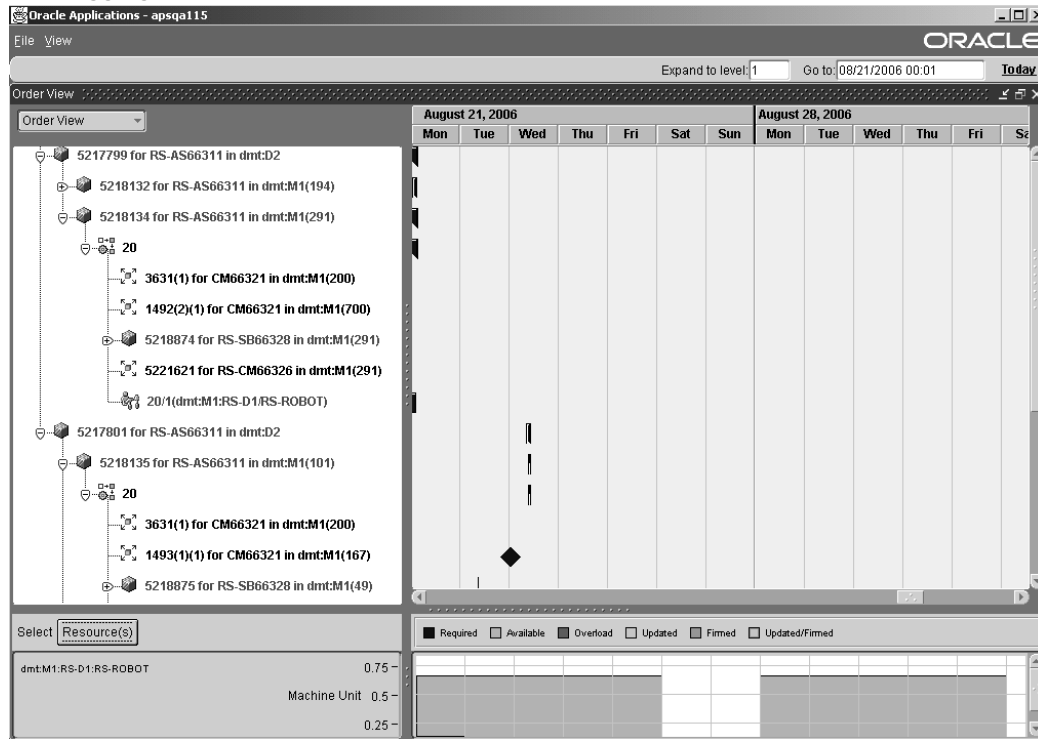 Oracle Applications - apsqa115
File View
ORACLE
Expand to level: 1 Go to: 08/21/2006 00:01 Today
Order View
Order View
August 21, 2006 August 28, 2006
Mon Tue Wed Thu Fri Sat Sun Mon Tue Wed Thu Fri Sa
5217799 for RS-AS66311 in dmt:D2
5218132 for RS-AS66311 in dmt:M1(194)
5218134 for RS-AS66311 in dmt:M1(291)
20
3631(1) for CM66321 in dmt:M1(200)
1492(2)(1) for CM66321 in dmt:M1(700)
5218874 for RS-SB66328 in dmt:M1(291)
5221621 for RS-CM66326 in dmt:M1(291)
20/1(dmt:M1:RS-D1/RS-ROBOT)
5217801 for RS-AS66311 in dmt:D2
5218135 for RS-AS66311 in dmt:M1(101)
20
3631(1) for CM66321 in dmt:M1(200)
1493(1)(1) for CM66321 in dmt:M1(167)
5218875 for RS-SB66328 in dmt:M1(49)
Select Resource(s)
Required Available Overload Updated Firmed Updated/Firmed
dmt:M1:RS-D1:RS-ROBOT 0.75
Machine Unit 0.5
0.25